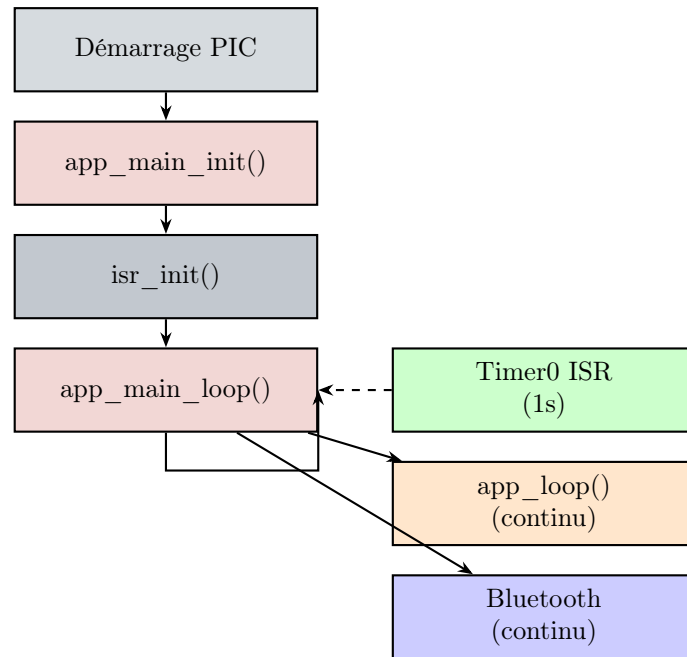 Démarrage PIC
app_main_init()
isr_init()
app_main_loop()
Timer0 ISR
(1s)
app_loop()
(continu)
Bluetooth
(continu)